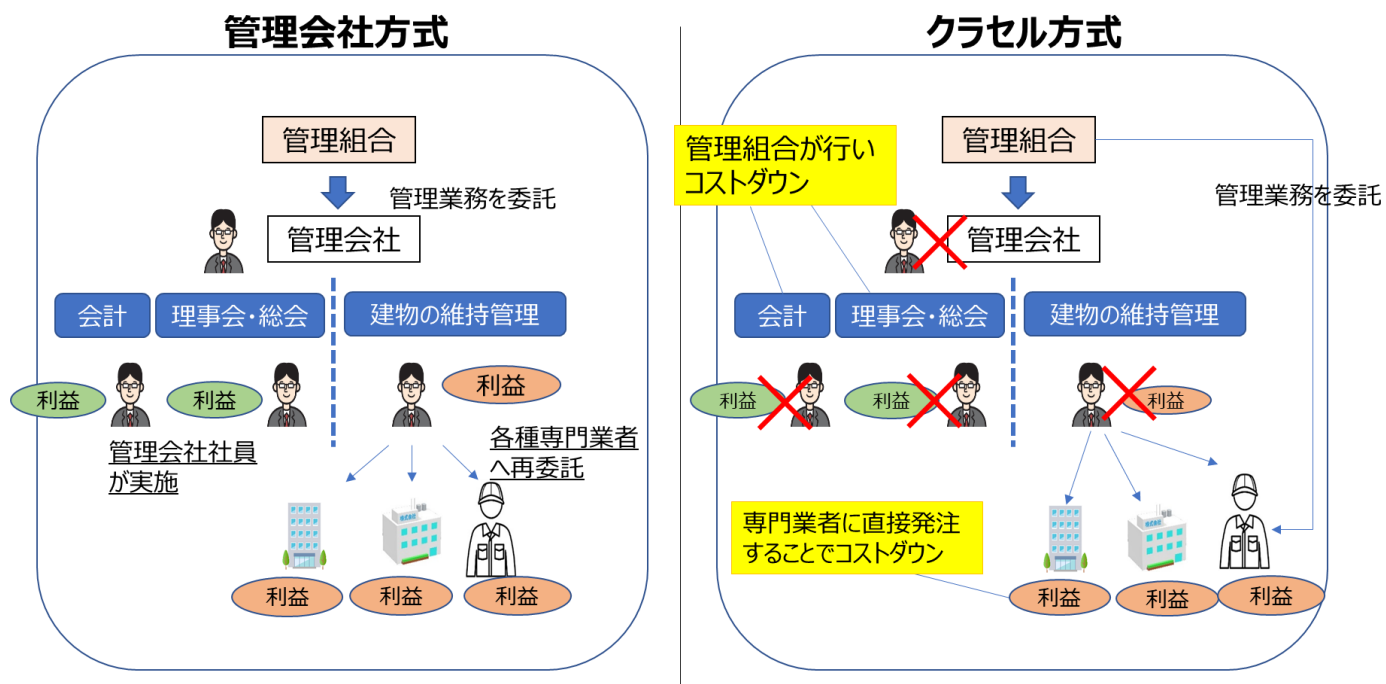 管理会社方式
管理組合
管理業務を委託
管理会社
会計
理事会・総会
建物の維持管理
利益
利益
利益
管理会社社員
が実施
各種専門業者
へ再委託
利益
利益
利益
クラセル方式
管理組合が行い
コストダウン
管理組合
管理業務を委託
管理会社
会計
理事会・総会
建物の維持管理
利益
利益
利益
専門業者に直接発注
することでコストダウン
利益
利益
利益